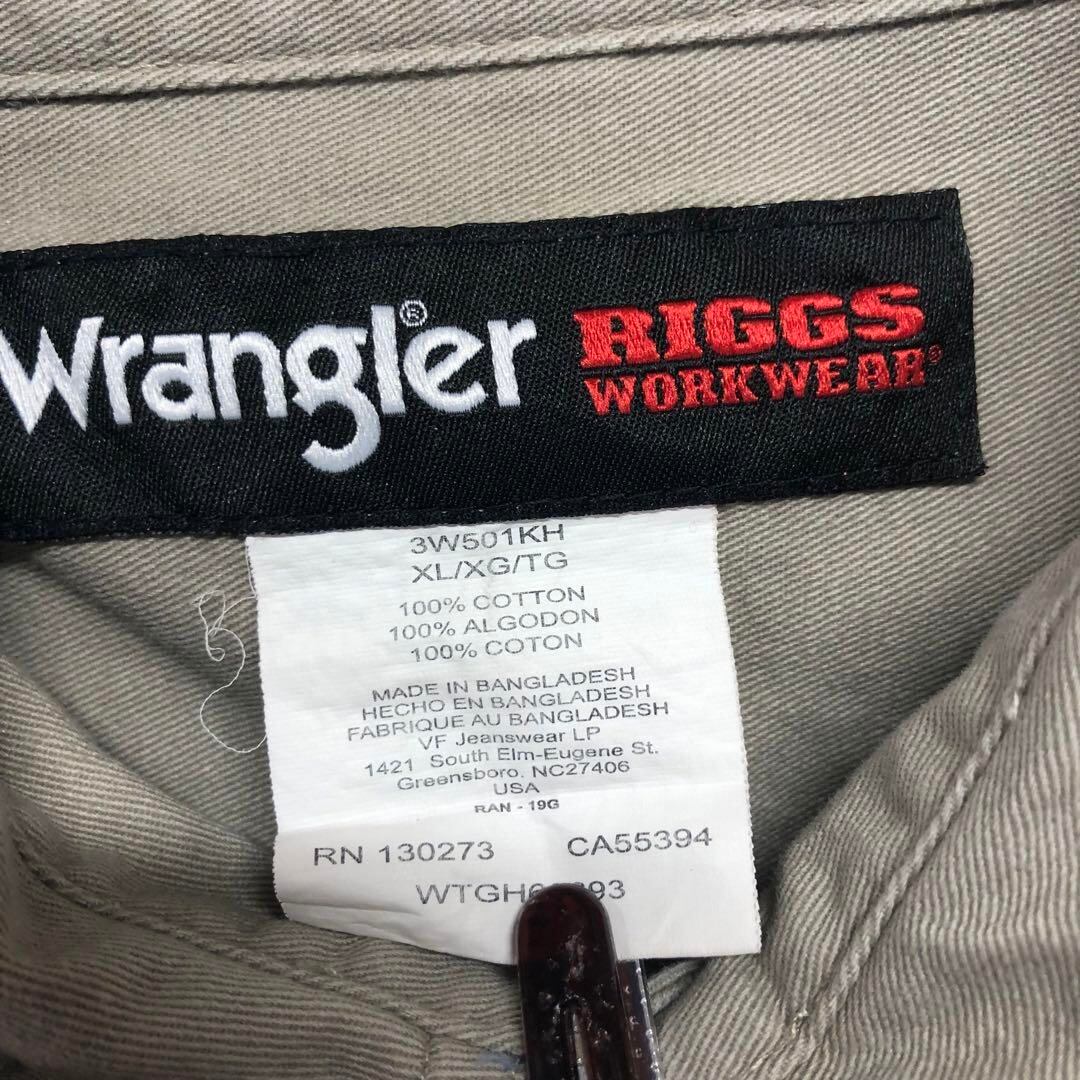 Wrangler® RIGGS
WORKWEAR®
3W501KH
XL/XG/TG
100% COTTON
100% ALGODON
100% COTON
MADE IN BANGLADESH
HECHO EN BANGLADESH
FABRIQUE AU BANGLADESH
VF Jeanswear LP
1421 South Elm-Eugene St.
Greensboro, NC27406
USA
RAN - 19G
RN 130273 CA55394